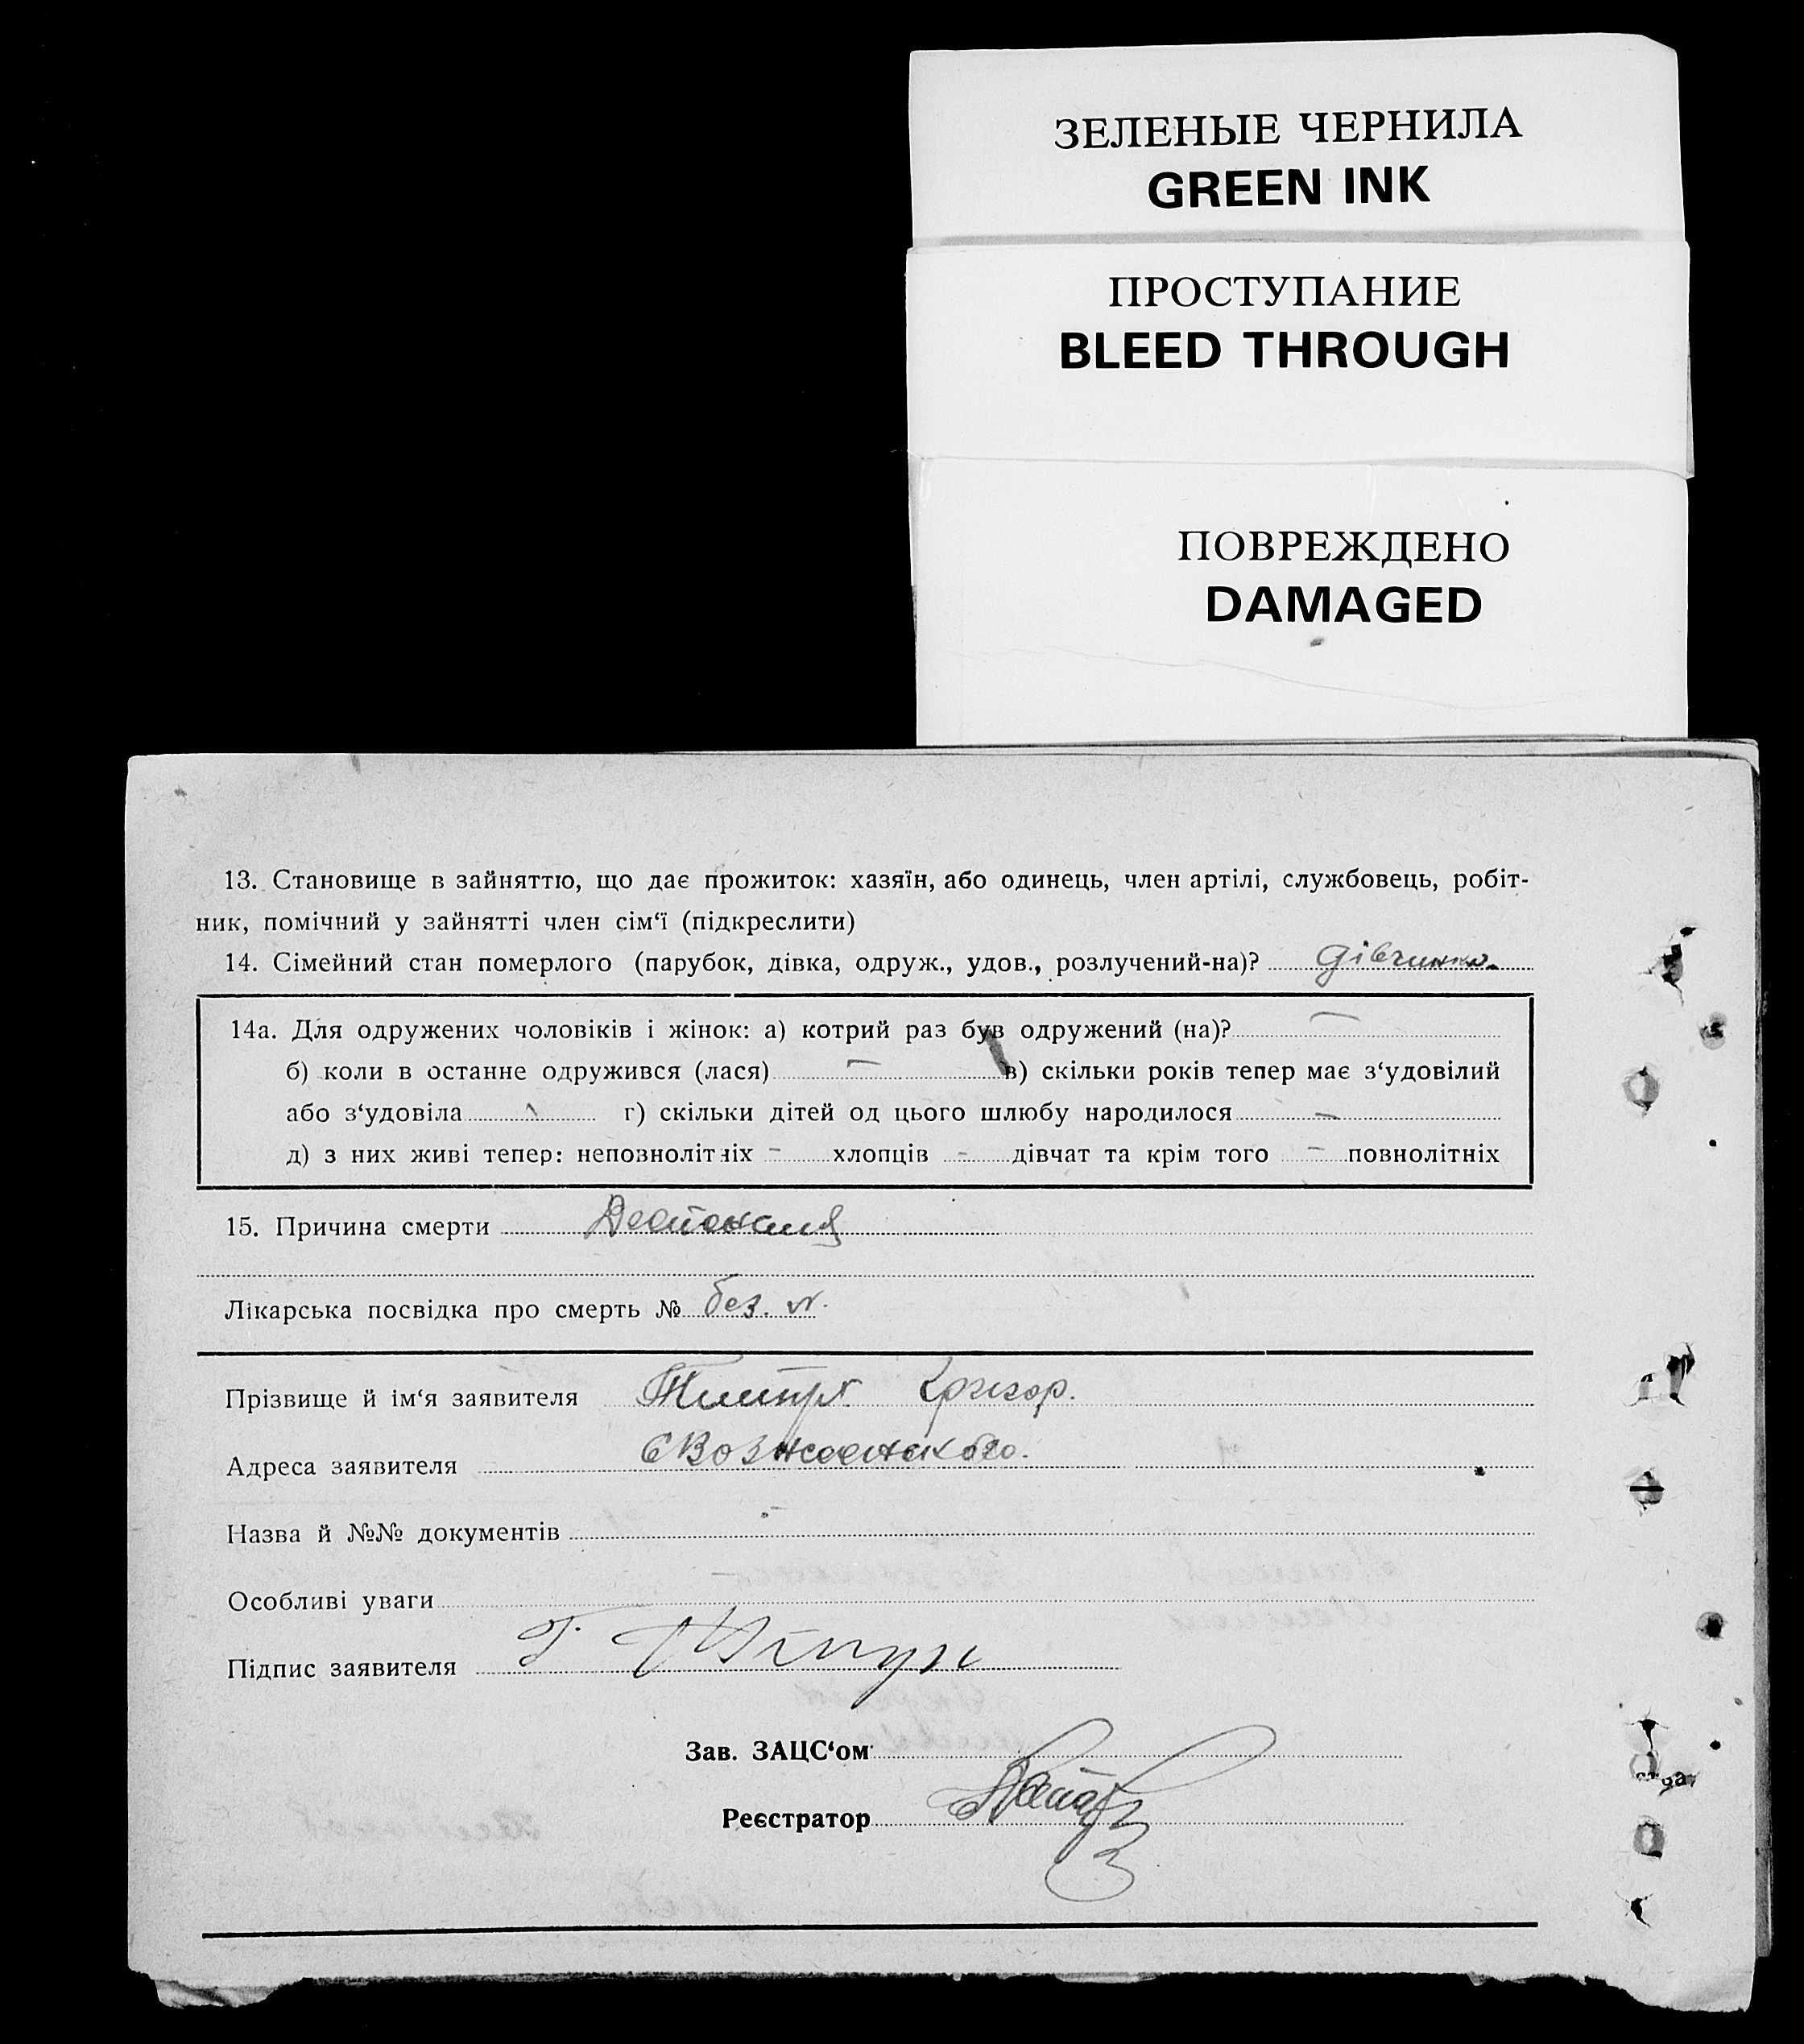 ЗЕЛЕНЫЕ ЧЕРНИЛА
GREEN INK
ПРОСТУПАНИЕ
BLEED THROUGH
ПОВРЕЖДЕНО
DAMAGED
13. Становище в зайняттю, що дає прожиток: хазяїн, або одинець, член артілі, службовець, робіт-
ник, помічний у зайнятті член сім‘ї (підкреслити)
14. Сімейний стан померлого (парубок, дівка, одруж., удов., розлучений-на)? дівчинка.
14а. Для одружених чоловіків і жінок: а) котрий раз був одружений (на)? —
б) коли в останне одружився (лася) — в) скільки років тепер має з‘удовілий
або з‘удовіла г) скільки дітей од цього шлюбу народилося —
д) з них живі тепер: неповнолітніх - хлопців - дівчат та крім того - повнолітніх
15. Причина смерти
Лікарська посвідка про смерть № без. №.
Прізвище й ім‘я заявителя Григор.
Адреса заявителя
Назва й №№ документів
Особливі уваги
Підпис заявителя
Зав. ЗАЦС‘ом
Реєстратор